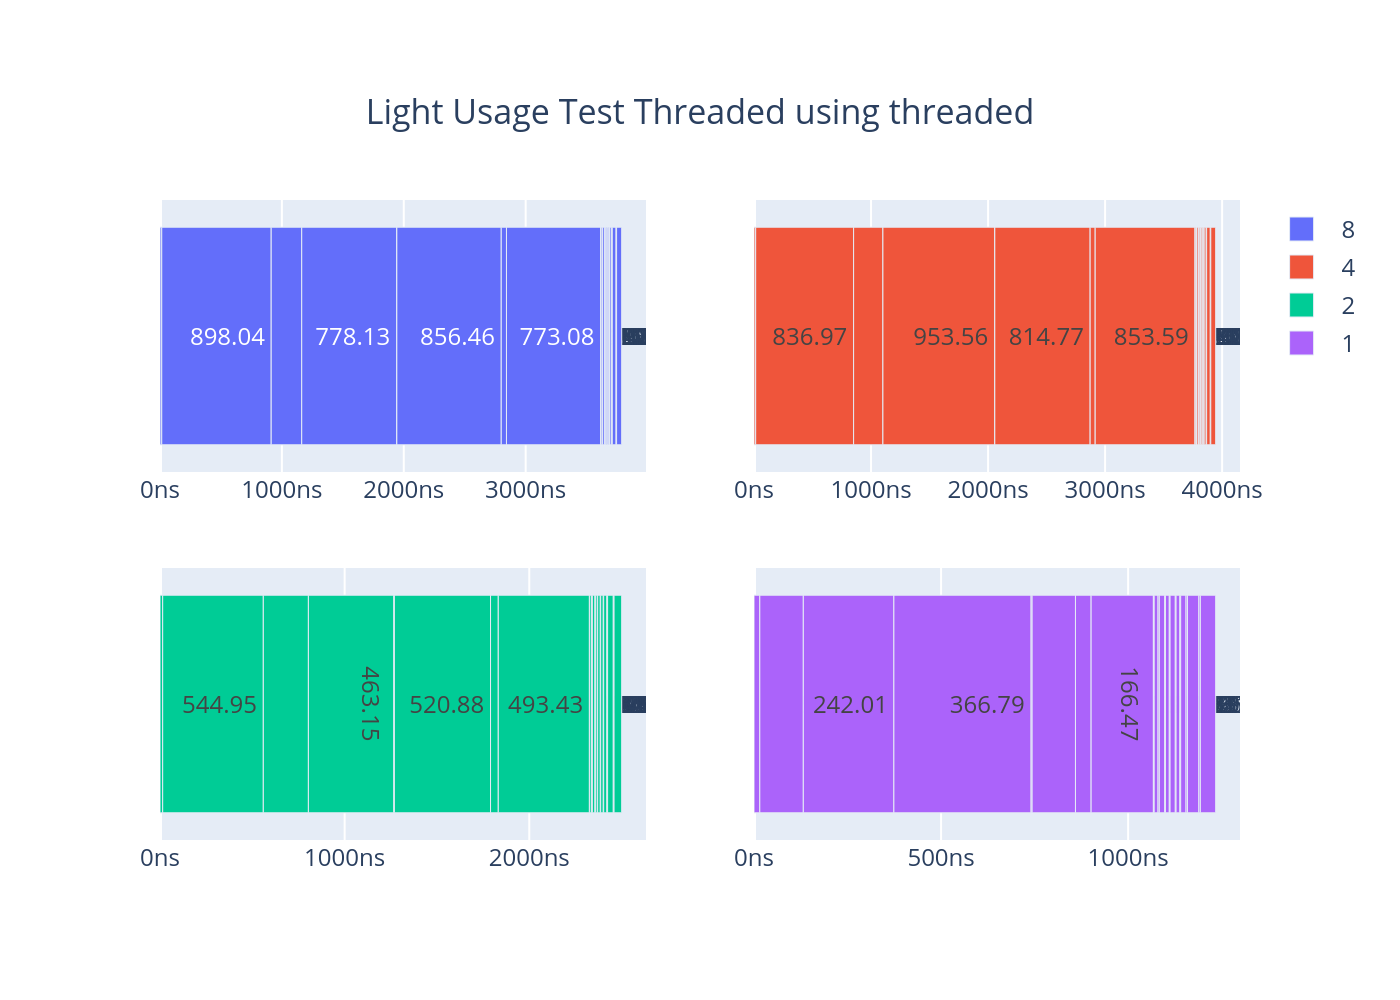 Light Usage Test Threaded using threaded
898.04 778.13 856.46 773.08
0ns 1000ns 2000ns 3000ns
836.97 953.56 814.77 853.59
0ns 1000ns 2000ns 3000ns 4000ns
8
4
2
1
544.95 463.15 520.88 493.43
0ns 1000ns 2000ns
242.01 366.79 166.47
0ns 500ns 1000ns